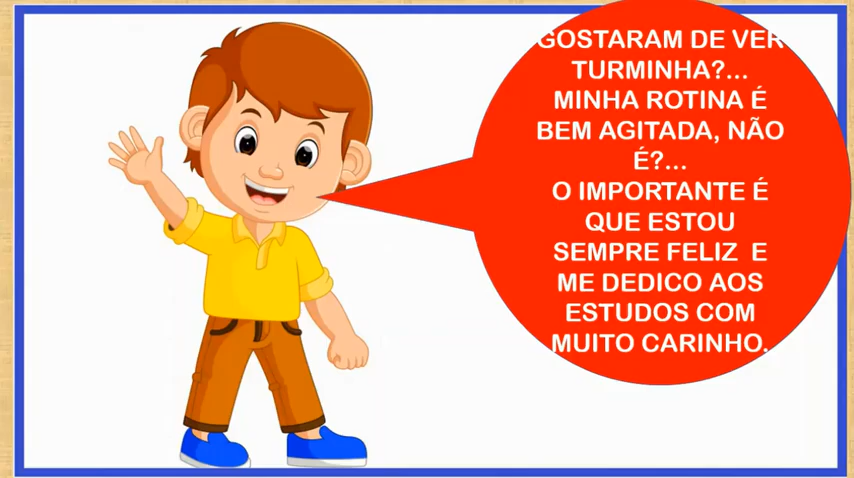 GOSTARAM DE VER
TURMINHA?...
MINHA ROTINA É
BEM AGITADA, NÃO
É?...
O IMPORTANTE É
QUE ESTOU
SEMPRE FELIZ E
ME DEDICO AOS
ESTUDOS COM
MUITO CARINHO.